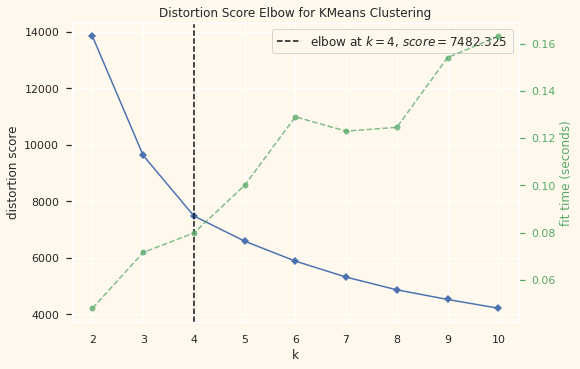 Distortion Score Elbow for KMeans Clustering
elbow at k = 4, score = 7482.325
distortion score
14000
12000
10000
8000
6000
4000
0.16
0.14
0.12
0.10
0.08
0.06
fit time (seconds)
2 3 4 5 6 7 8 9 10
k